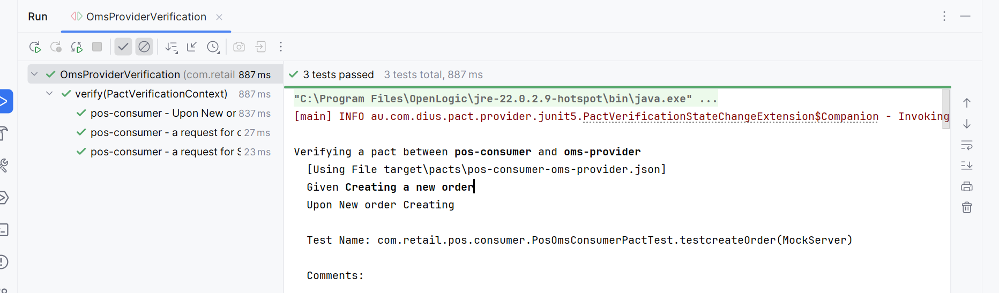 Run OmsProviderVerification
OmsProviderVerification (com.retail 887 ms
verify(PactVerificationContext) 887 ms
pos-consumer - Upon New or 837 ms
pos-consumer - a request for c 27 ms
pos-consumer - a request for S 23 ms
3 tests passed 3 tests total, 887 ms
"C:\Program Files\OpenLogic\jre-22.0.2.9-hotspot\bin\java.exe" ...
[main] INFO au.com.dius.pact.provider.junit5.PactVerificationStateChangeExtension$Companion - Invoking
Verifying a pact between pos-consumer and oms-provider
[Using File target\pacts\pos-consumer-oms-provider.json]
Given Creating a new order
Upon New order Creating
Test Name: com.retail.pos.consumer.PosOmsConsumerPactTest.testcreateOrder(MockServer)
Comments: